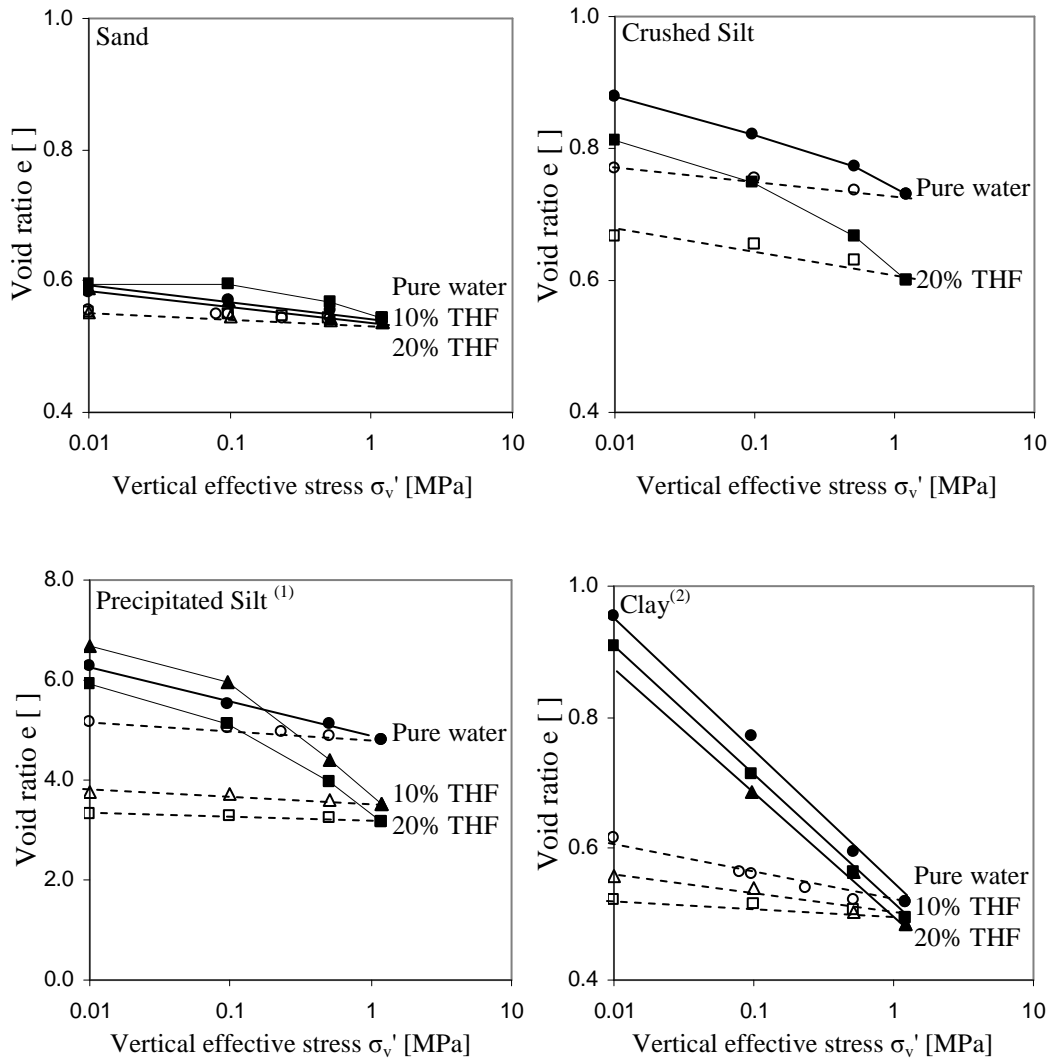 Sand
Void ratio e [ ]
1.0
0.8
0.6
0.4
Pure water
10% THF
20% THF
0.01 0.1 1 10
Vertical effective stress σv' [MPa]
Crushed Silt
Void ratio e [ ]
1.0
0.8
0.6
0.4
Pure water
20% THF
0.01 0.1 1 10
Vertical effective stress σv' [MPa]
Precipitated Silt (1)
Void ratio e [ ]
8.0
6.0
4.0
2.0
0.0
Pure water
10% THF
20% THF
0.01 0.1 1 10
Vertical effective stress σv' [MPa]
Clay(2)
Void ratio e [ ]
1.0
0.8
0.6
0.4
Pure water
10% THF
20% THF
0.01 0.1 1 10
Vertical effective stress σv' [MPa]